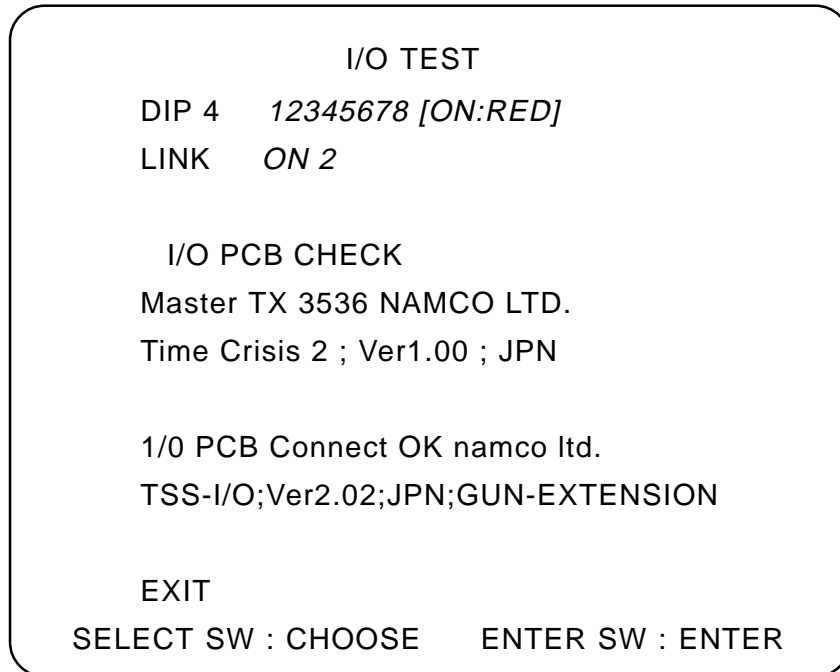 I/O TEST
DIP 4 12345678 [ON:RED]
LINK ON 2
I/O PCB CHECK
Master TX 3536 NAMCO LTD.
Time Crisis 2 ; Ver1.00 ; JPN
1/0 PCB Connect OK namco ltd.
TSS-I/O;Ver2.02;JPN;GUN-EXTENSION
EXIT
SELECT SW : CHOOSE ENTER SW : ENTER